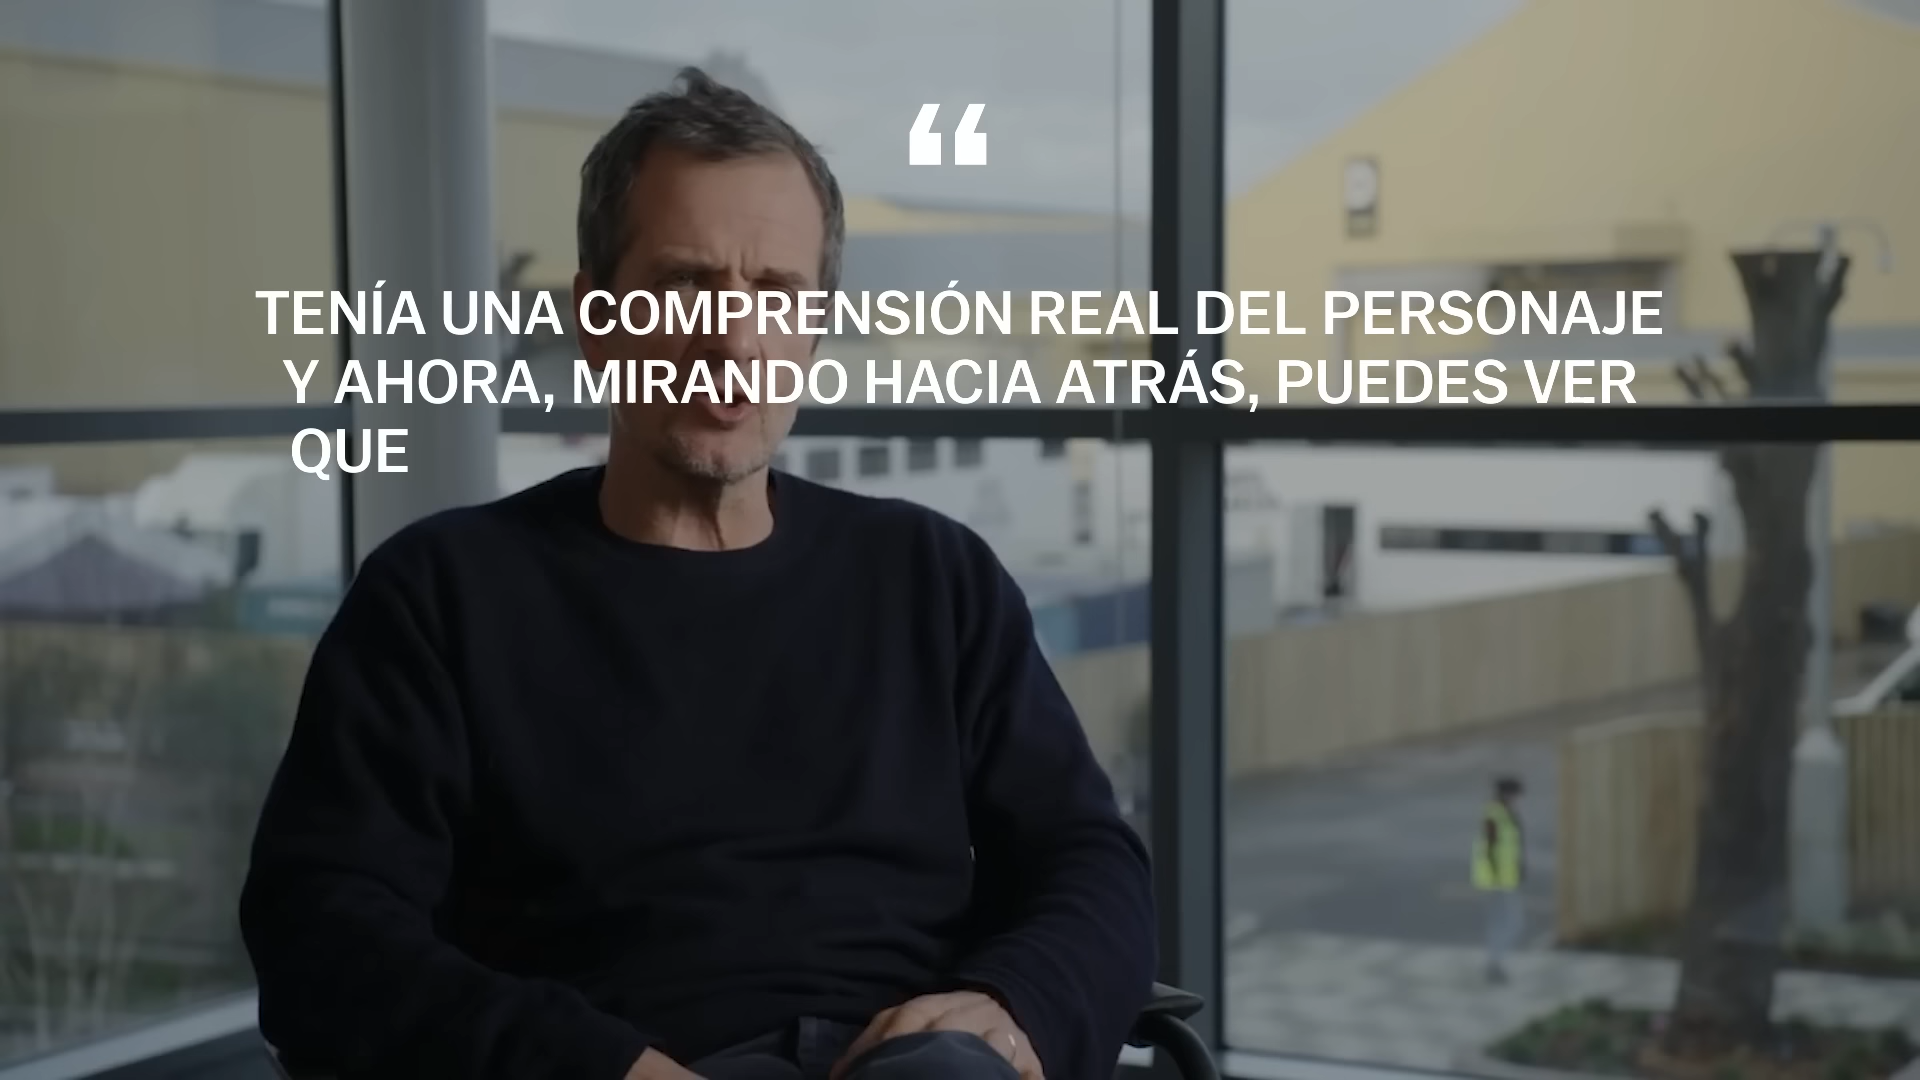 “
TENÍA UNA COMPRENSIÓN REAL DEL PERSONAJE
Y AHORA, MIRANDO HACIA ATRÁS, PUEDES VER
QUE